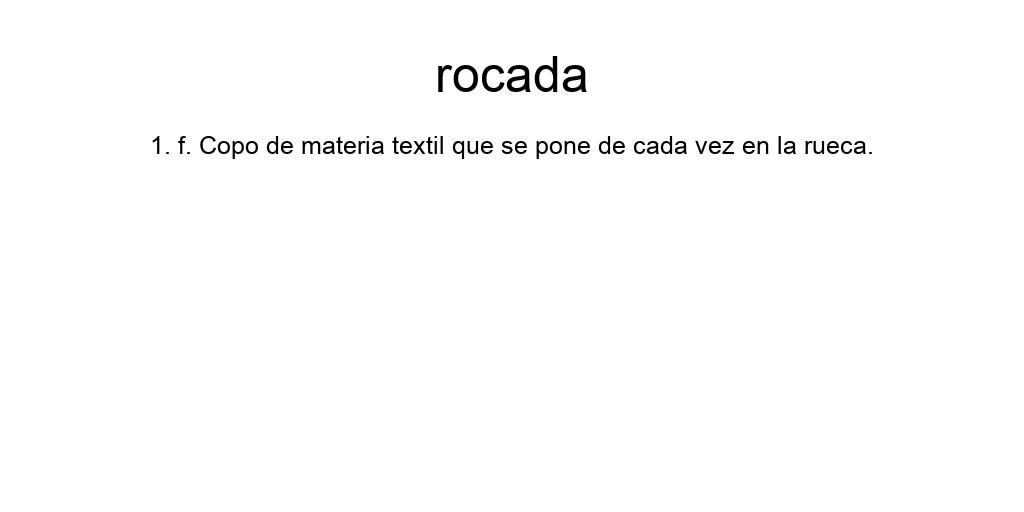 rocada
1. f. Copo de materia textil que se pone de cada vez en la rueca.